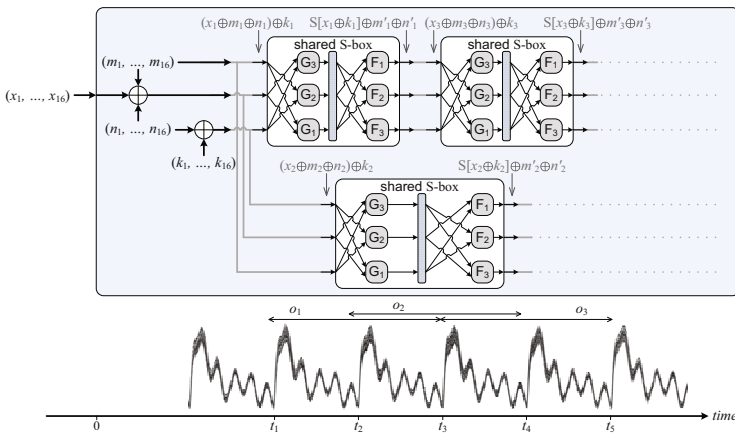 (x₁⊕m₁⊕n₁)⊕k₁ S[x₁⊕k₁]⊕m'₁⊕n'₁ (x₃⊕m₃⊕n₃)⊕k₃ S[x₃⊕k₃]⊕m'₃⊕n'₃
shared S-box shared S-box
(m₁, ..., m₁₆) G₃ F₁ G₃ F₁
(x₁, ..., x₁₆) G₂ F₂ G₂ F₂
(n₁, ..., n₁₆) G₁ F₃ G₁ F₃
(k₁, ..., k₁₆) (x₂⊕m₂⊕n₂)⊕k₂ S[x₂⊕k₂]⊕m'₂⊕n'₂
shared S-box
G₃ F₁
G₂ F₂
G₁ F₃
o₁ o₂ o₃
0 t₁ t₂ t₃ t₄ t₅ time